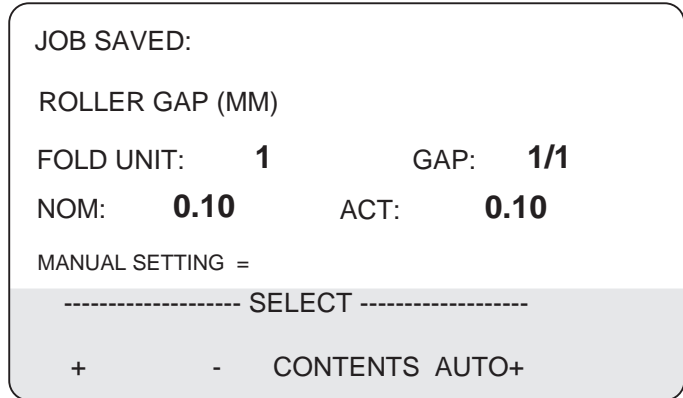 JOB SAVED:
ROLLER GAP (MM)
FOLD UNIT: 1 GAP: 1/1
NOM: 0.10 ACT: 0.10
MANUAL SETTING =
------------------- SELECT ------------------
+ - CONTENTS AUTO+